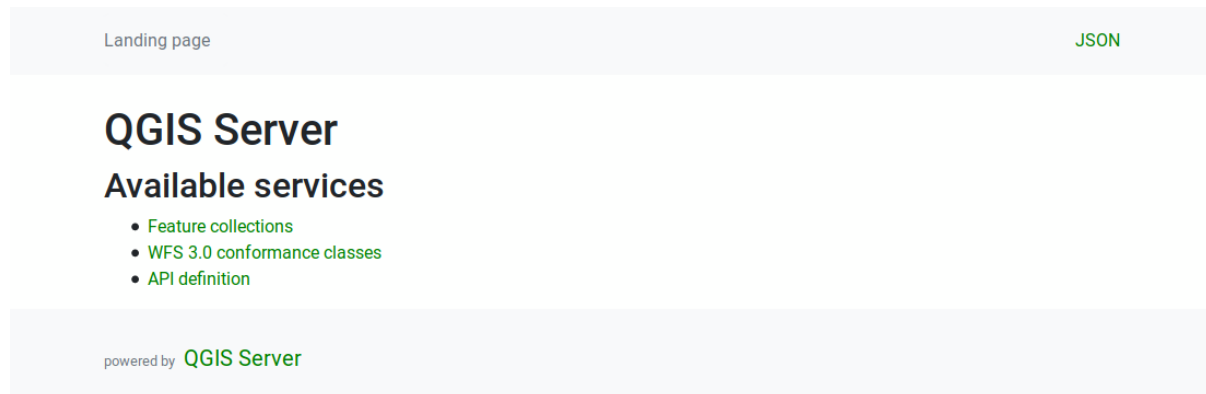 Landing page JSON
QGIS Server
Available services
Feature collections
WFS 3.0 conformance classes
API definition
powered by QGIS Server